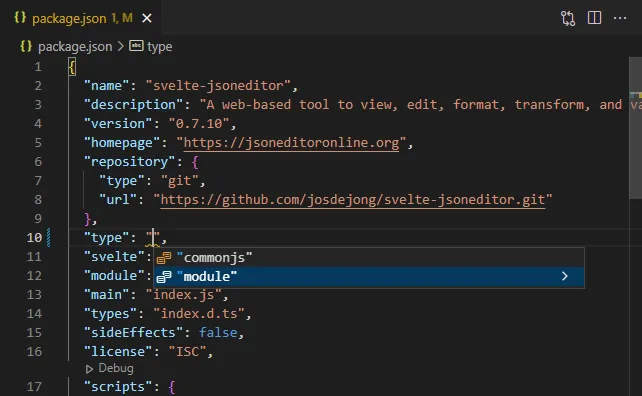 {} package.json 1, M ×
{} package.json > abc type
1 {
2 "name": "svelte-jsoneditor",
3 "description": "A web-based tool to view, edit, format, transform, and va
4 "version": "0.7.10",
5 "homepage": "https://jsoneditoronline.org",
6 "repository": {
7 "type": "git",
8 "url": "https://github.com/josdejong/svelte-jsoneditor.git"
9 },
10 "type": "",
11 "svelte":
"commonjs"
12 "module":
"module" >
13 "main": "index.js",
14 "types": "index.d.ts",
15 "sideEffects": false,
16 "license": "ISC",
Debug
17 "scripts": {